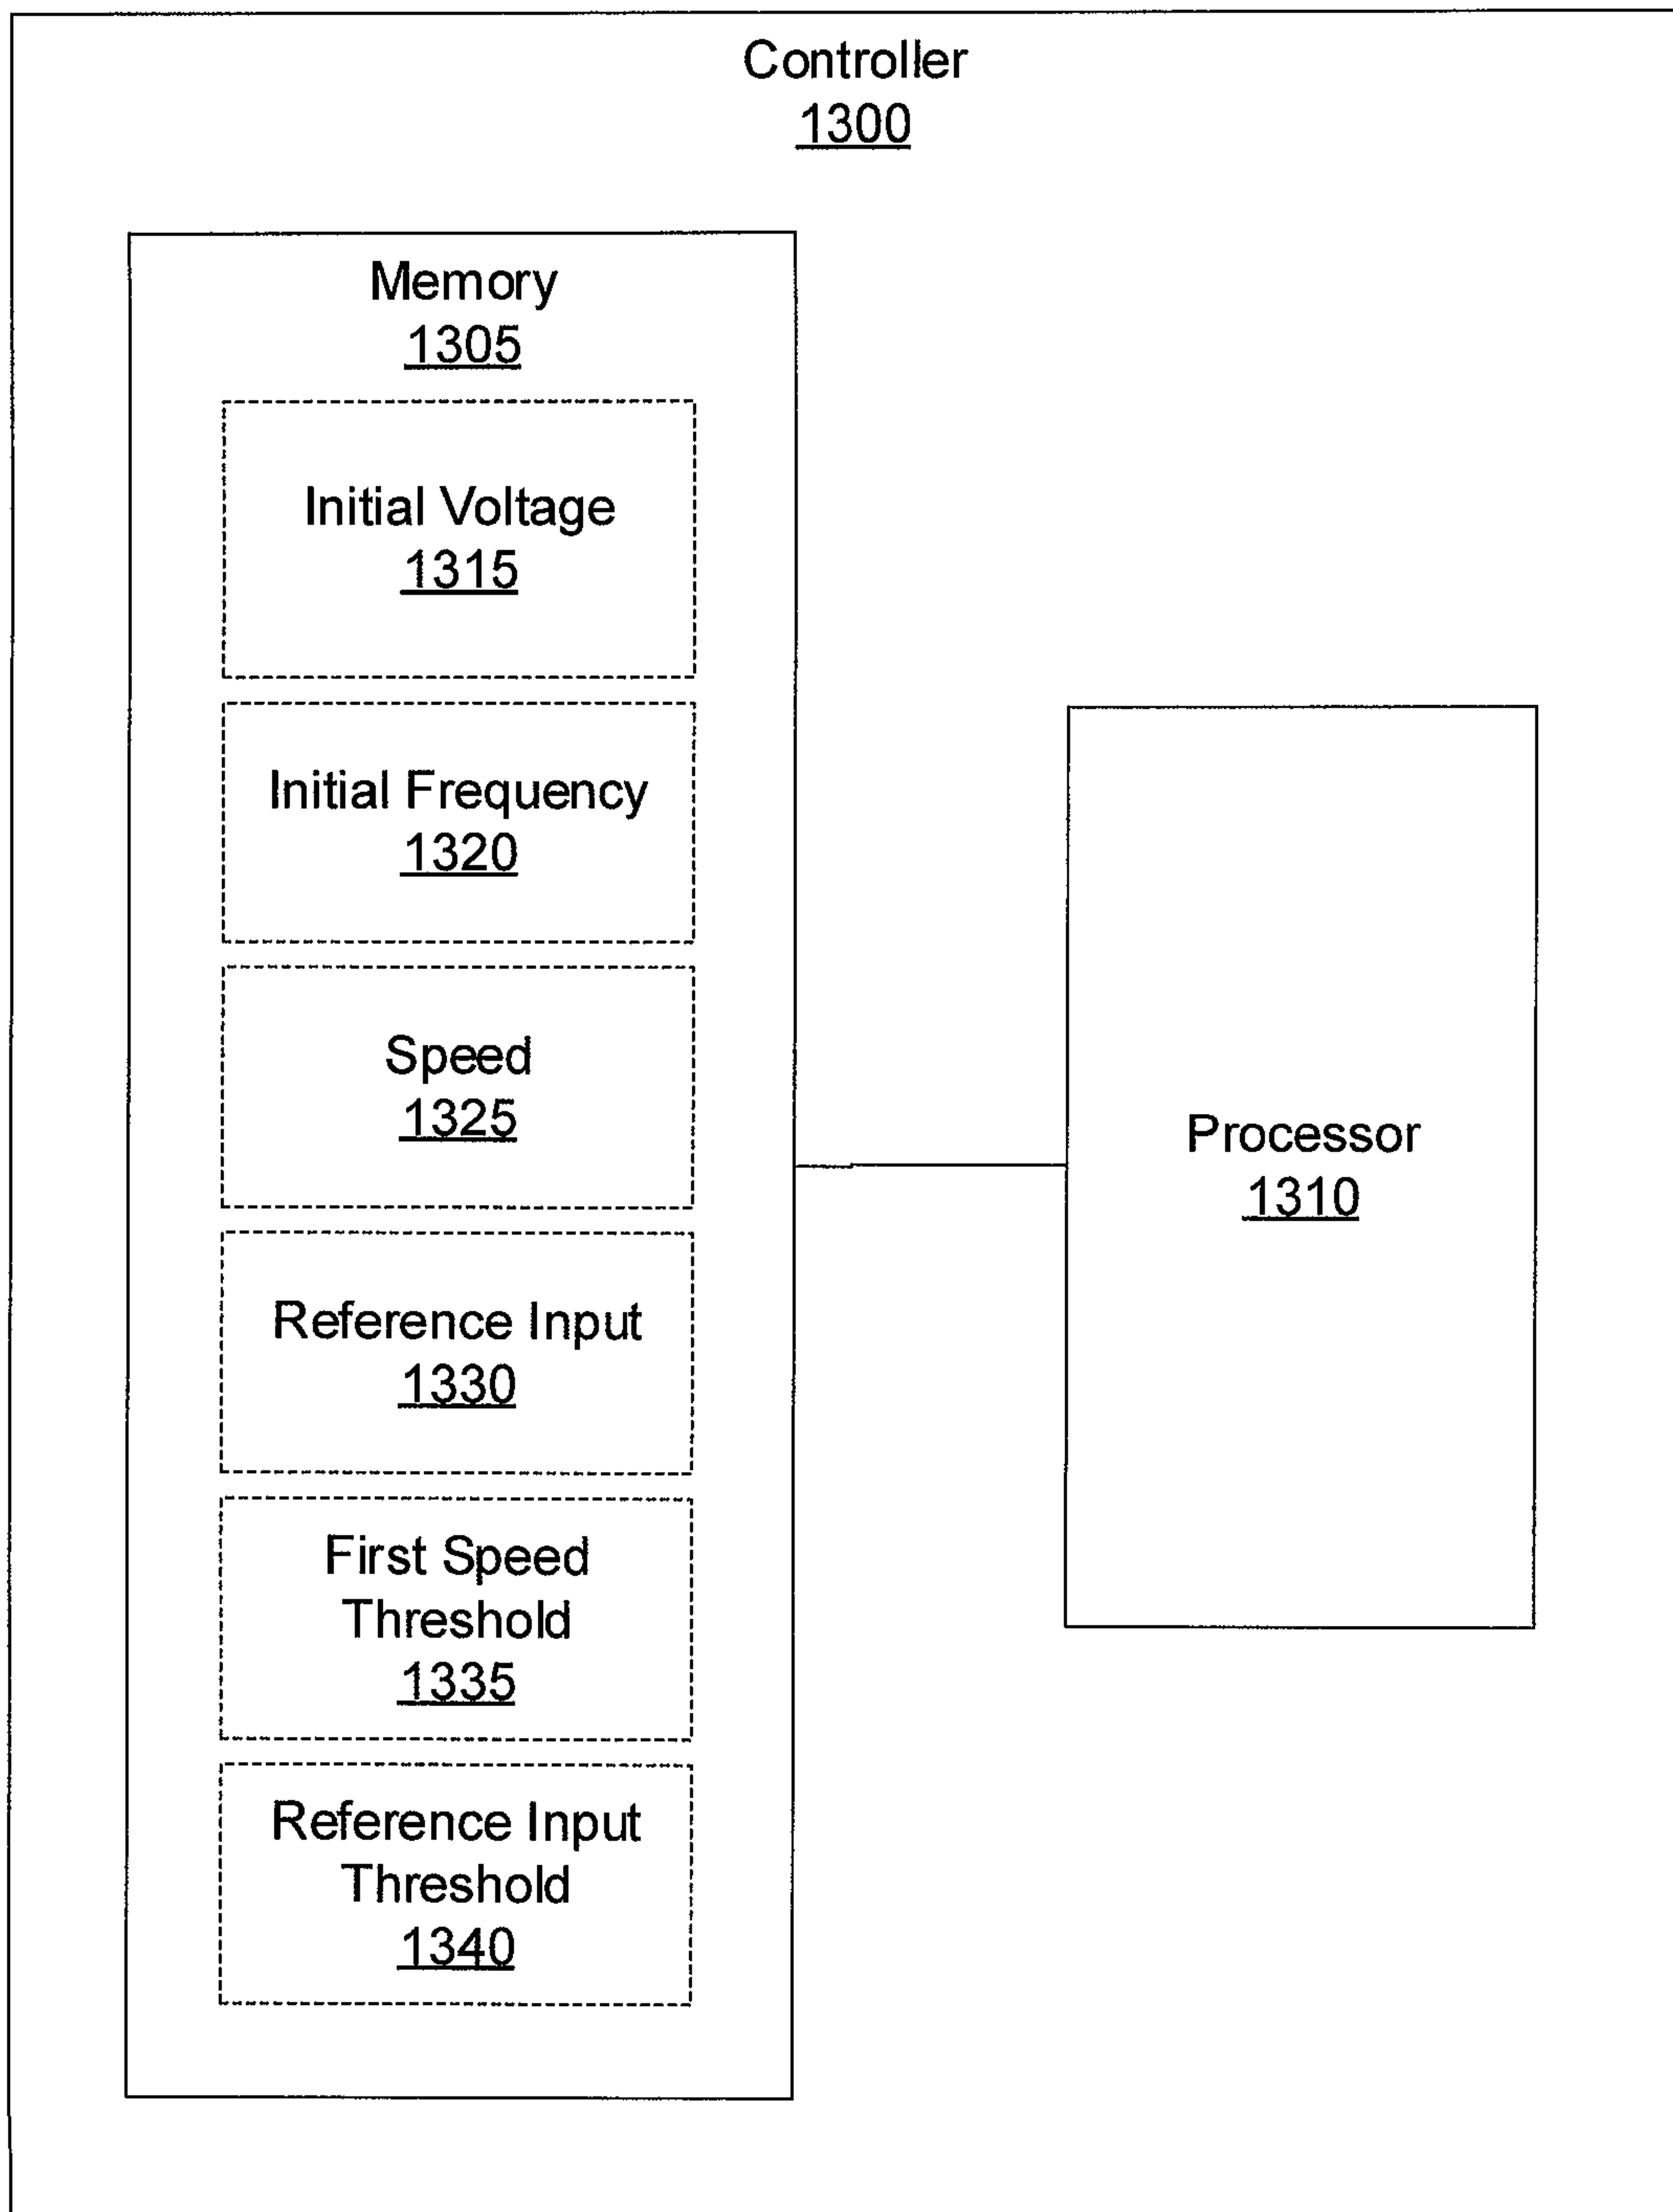 Controller
1300
Memory
1305
Initial Voltage
1315
Initial Frequency
1320
Speed
1325
Reference Input
1330
First Speed
Threshold
1335
Reference Input
Threshold
1340
Processor
1310